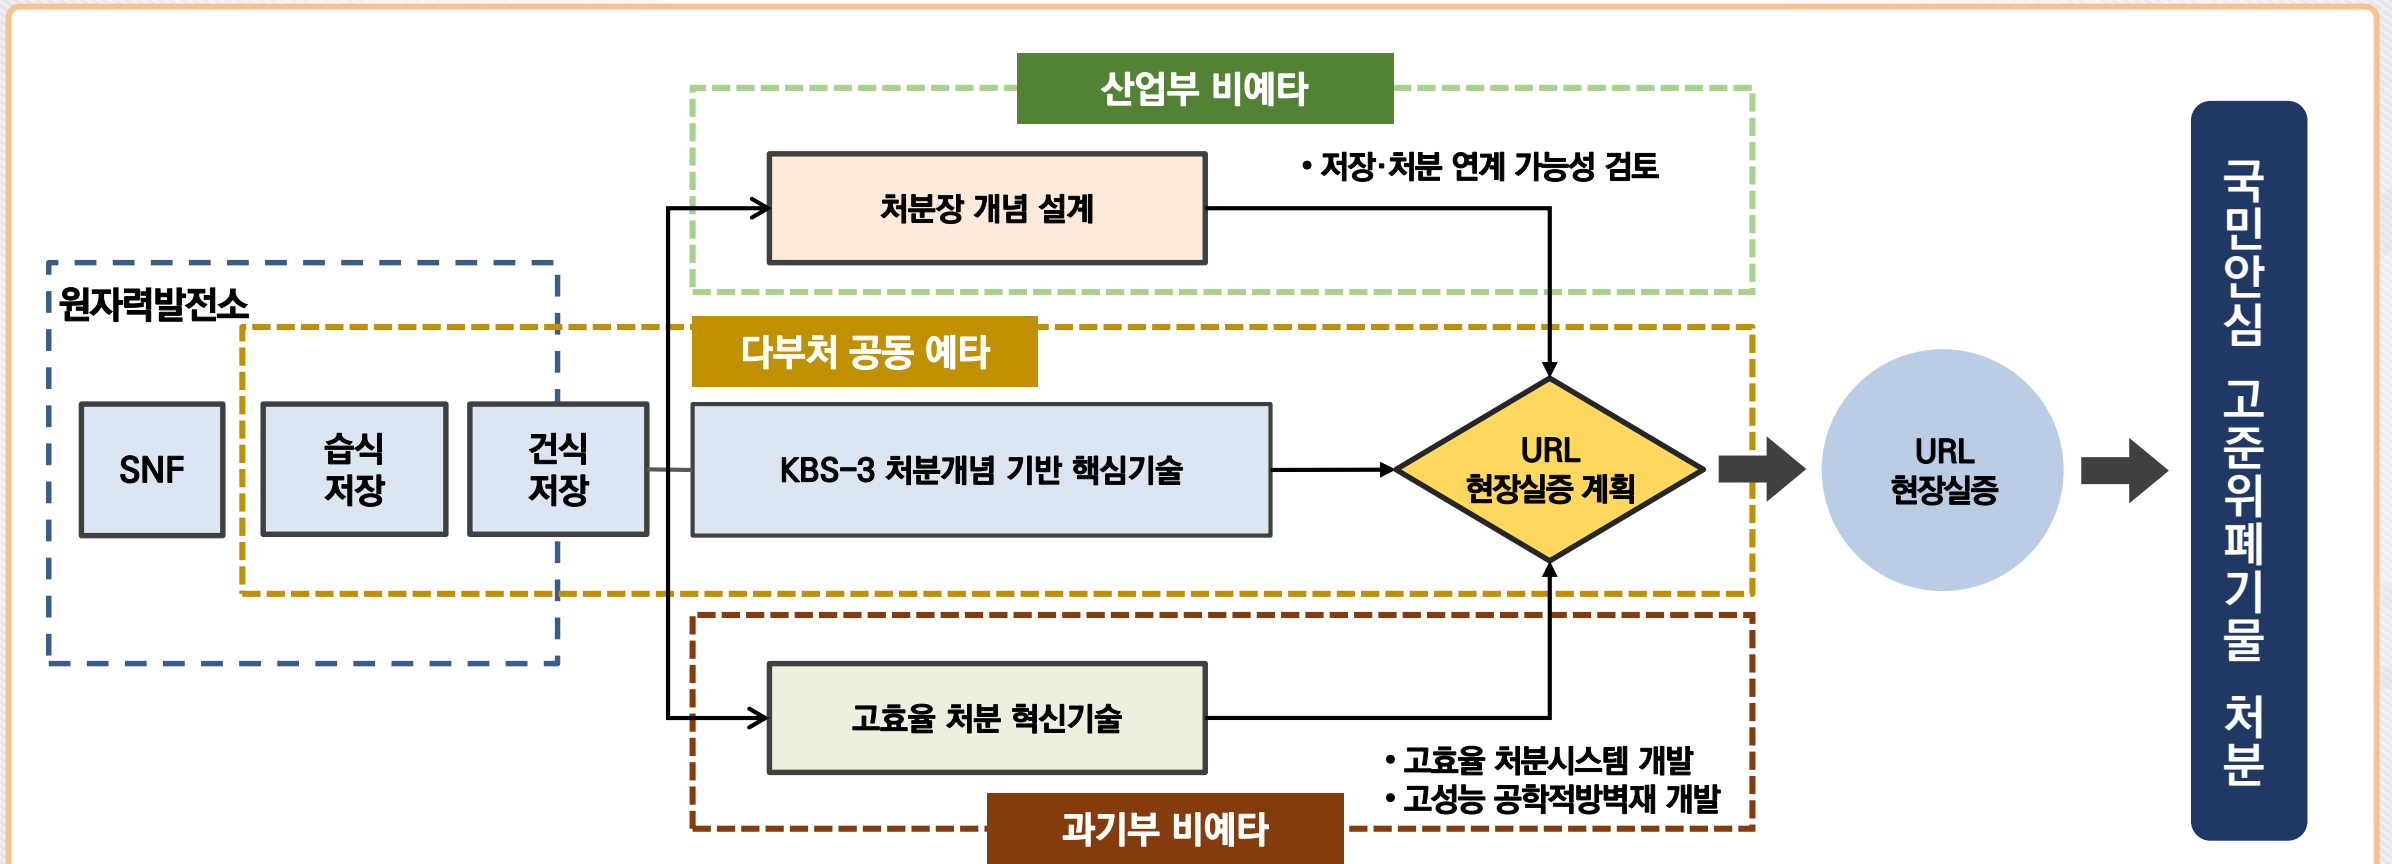 산업부 비예타
• 저장·처분 연계 가능성 검토
처분장 개념 설계
원자력발전소
다부처 공동 예타
SNF
습식
저장
건식
저장
KBS-3 처분개념 기반 핵심기술
URL
현장실증 계획
URL
현장실증
고효율 처분 혁신기술
• 고효율 처분시스템 개발
• 고성능 공학적방벽재 개발
과기부 비예타
국민안심 고준위폐기물 처분